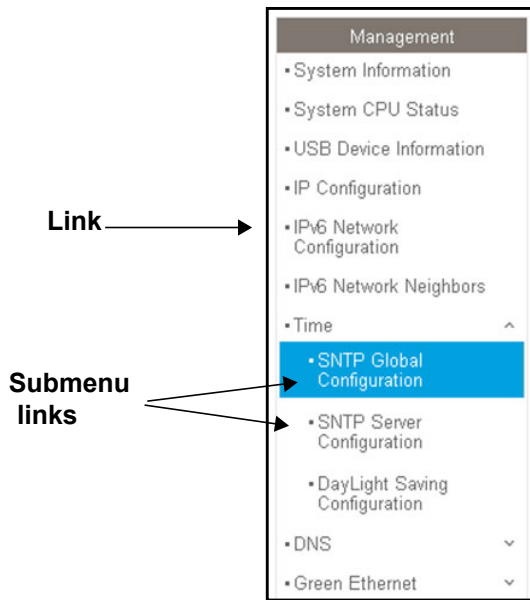 Management
▪ System Information
▪ System CPU Status
▪ USB Device Information
▪ IP Configuration
Link
▪ IPv6 Network
Configuration
▪ IPv6 Network Neighbors
▪ Time
▪ SNTP Global
Configuration
Submenu
links
▪ SNTP Server
Configuration
▪ DayLight Saving
Configuration
▪ DNS
▪ Green Ethernet